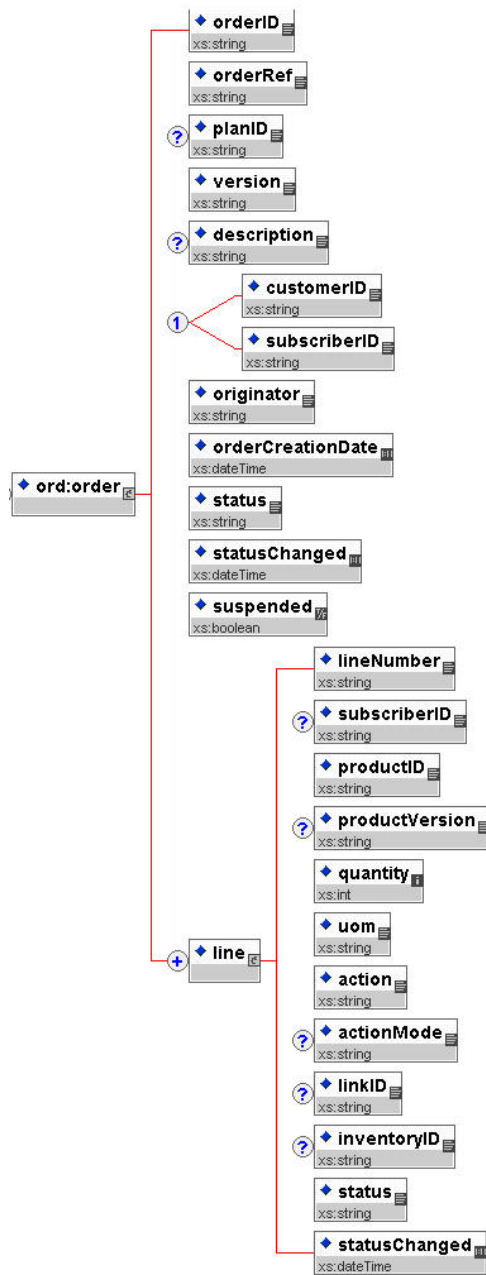 orderID
xs:string
orderRef
xs:string
?
planID
xs:string
version
xs:string
?
description
xs:string
1
customerID
xs:string
subscriberID
xs:string
originator
xs:string
orderCreationDate
xs:dateTime
ord:order
status
xs:string
statusChanged
xs:dateTime
suspended
xs:boolean
+
line
lineNumber
xs:string
?
subscriberID
xs:string
productID
xs:string
?
productVersion
xs:string
quantity
xs:int
uom
xs:string
action
xs:string
?
actionMode
xs:string
?
linkID
xs:string
?
inventoryID
xs:string
status
xs:string
statusChanged
xs:dateTime